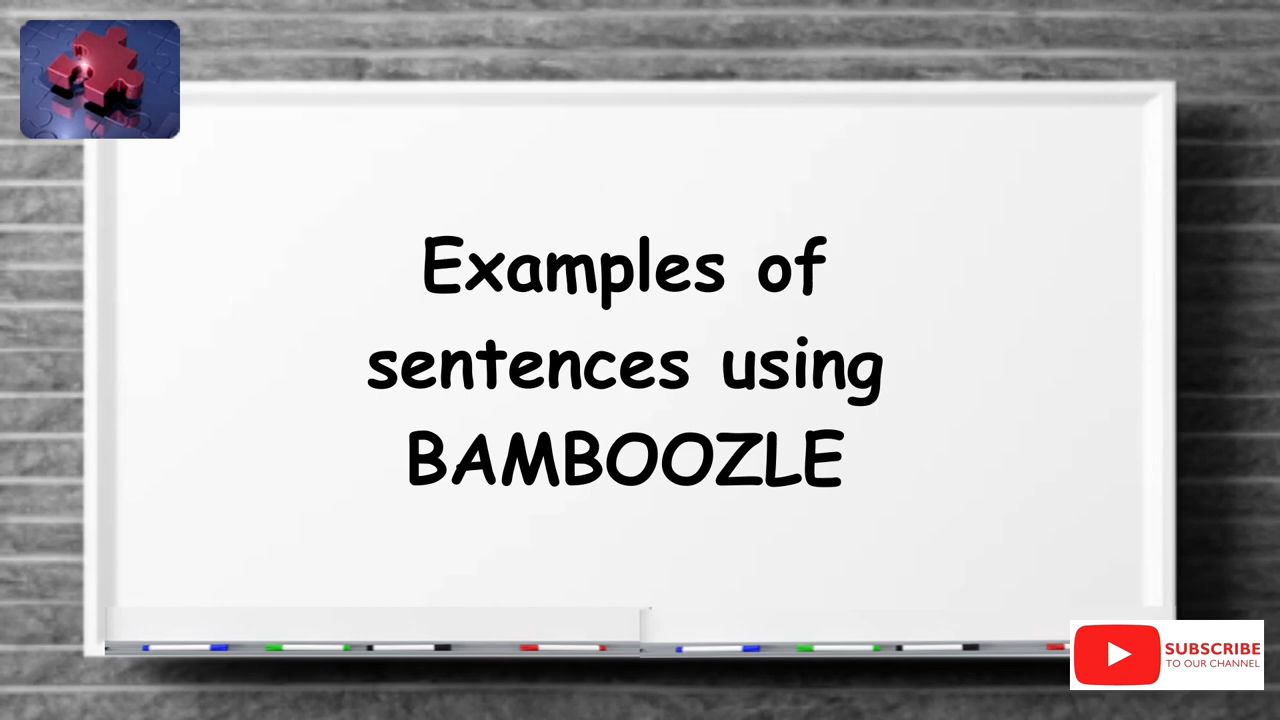 Examples of
sentences using
BAMBOOZLE
SUBSCRIBE
TO OUR CHANNEL